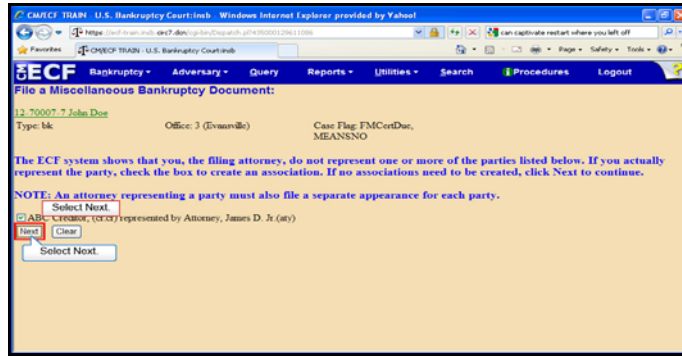 CM/ECF TRAIN - U.S. Bankruptcy Court:insb - Windows Internet Explorer provided by Yahoo!
can captivate restart where you left off
Favorites
CM/ECF TRAIN - U.S. Bankruptcy Court:insb
Page Safety Tools
ECF Bankruptcy Adversary Query Reports Utilities Search Procedures Logout
File a Miscellaneous Bankruptcy Document:
12-70007-7 John Doe
Type: bk Office: 3 (Evansville) Case Flag: FMCertDue,
MEANSNO
The ECF system shows that you, the filing attorney, do not represent one or more of the parties listed below. If you actually
represent the party, check the box to create an association. If no associations need to be created, click Next to continue.
NOTE: An attorney representing a party must also file a separate appearance for each party.
Select Next.
ABC Creditor, (cr:cr) represented by Attorney, James D. Jr.(aty)
Next Clear
Select Next.